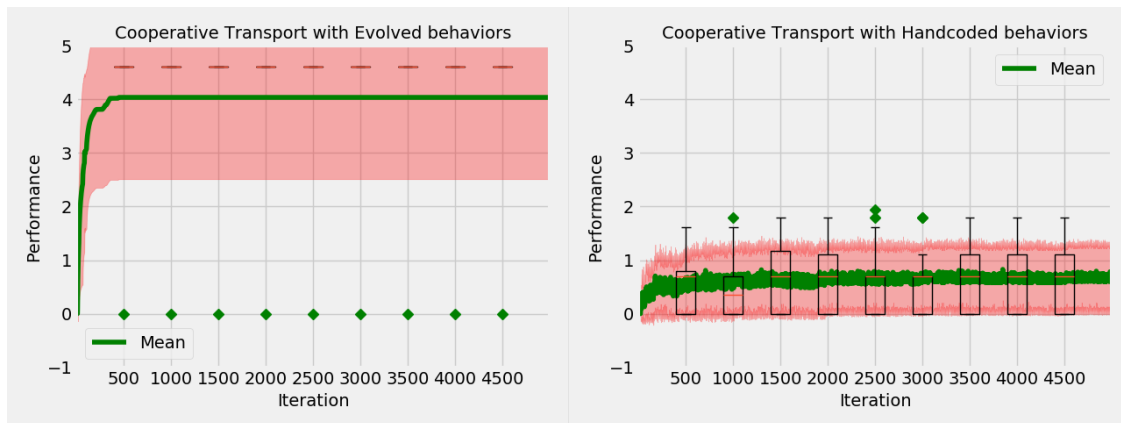 Cooperative Transport with Evolved behaviors
5
4
3
2
1
0
−1
Performance
Mean
500 1000 1500 2000 2500 3000 3500 4000 4500
Iteration
Cooperative Transport with Handcoded behaviors
Mean
5
4
3
2
1
0
−1
Performance
500 1000 1500 2000 2500 3000 3500 4000 4500
Iteration